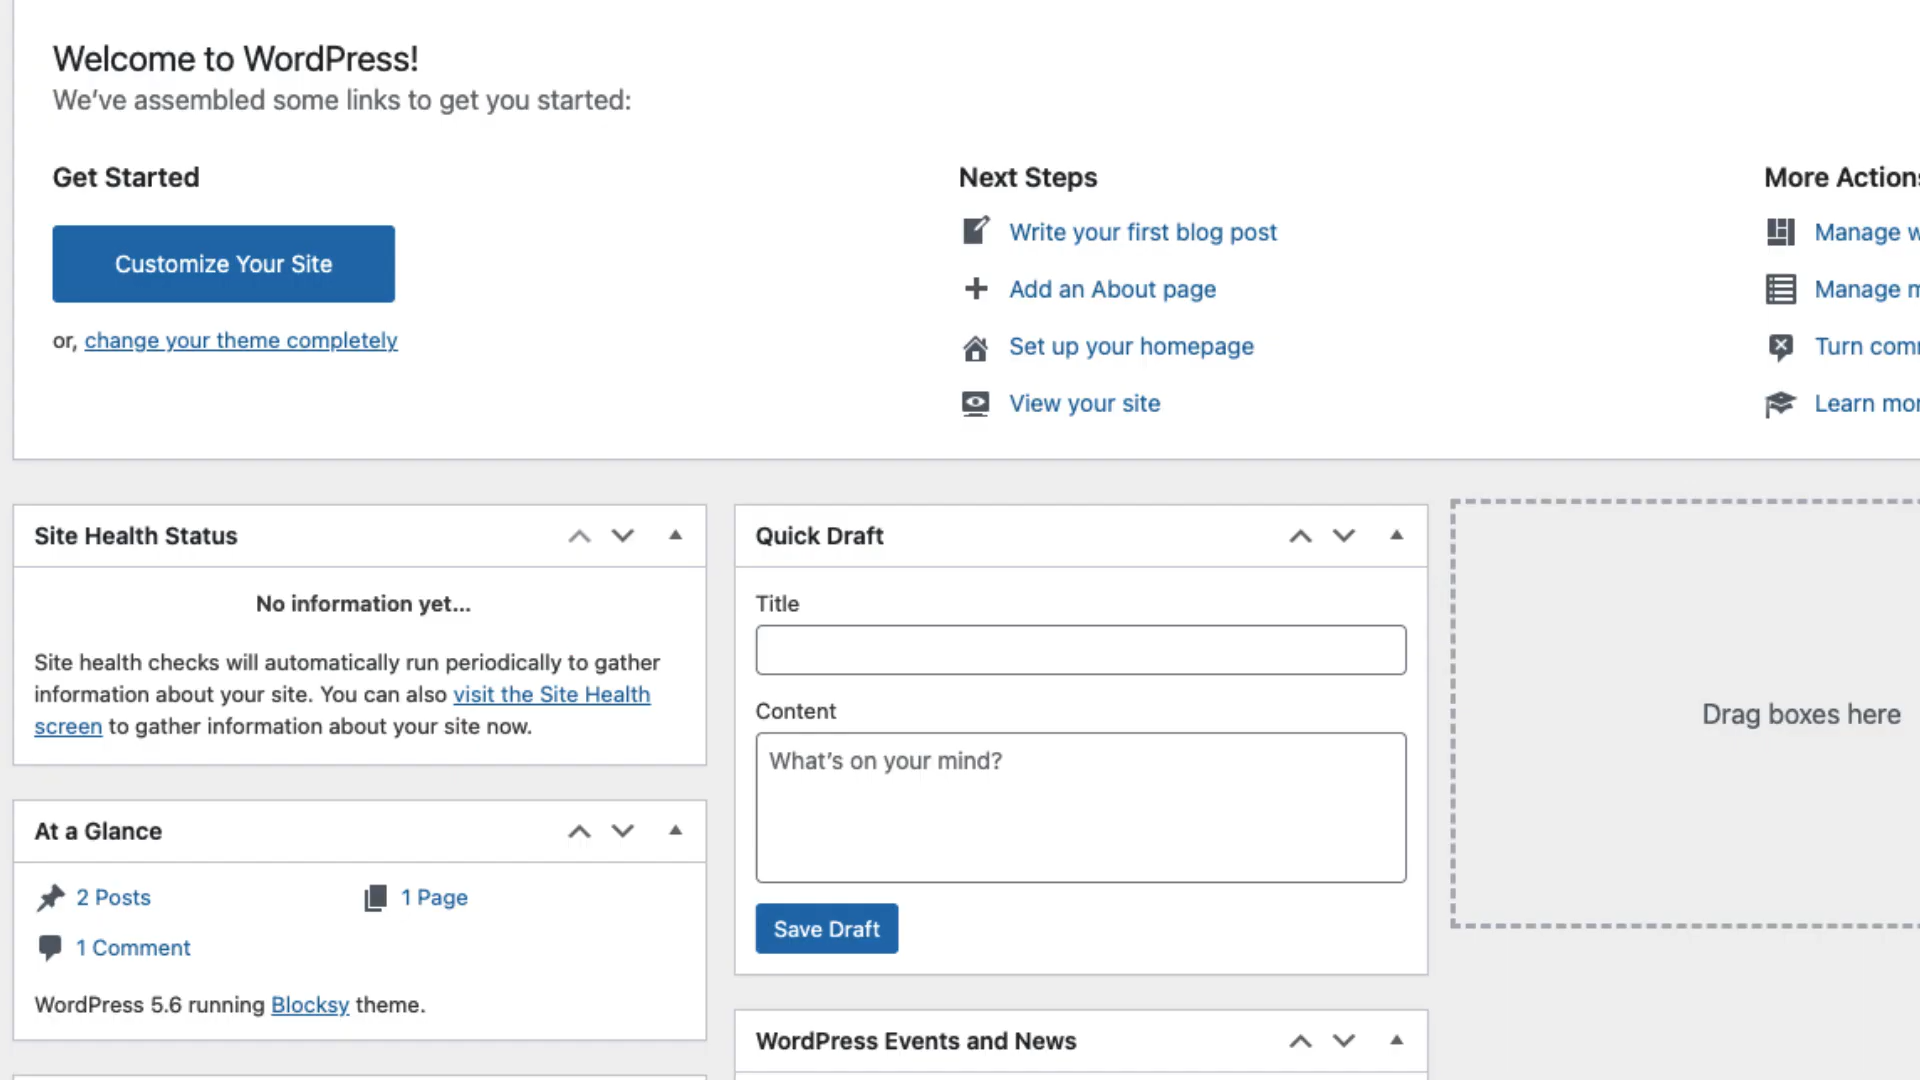 Welcome to WordPress!
We've assembled some links to get you started:
Get Started
Customize Your Site
or, change your theme completely
Next Steps
Write your first blog post
Add an About page
Set up your homepage
View your site
More Actions
Manage
Manage
Turn
Learn
Site Health Status
No information yet...
Site health checks will automatically run periodically to gather
information about your site. You can also visit the Site Health
screen to gather information about your site now.
At a Glance
2 Posts
1 Page
1 Comment
WordPress 5.6 running Blocksy theme.
Quick Draft
Title
Content
What's on your mind?
Save Draft
WordPress Events and News
Drag boxes here